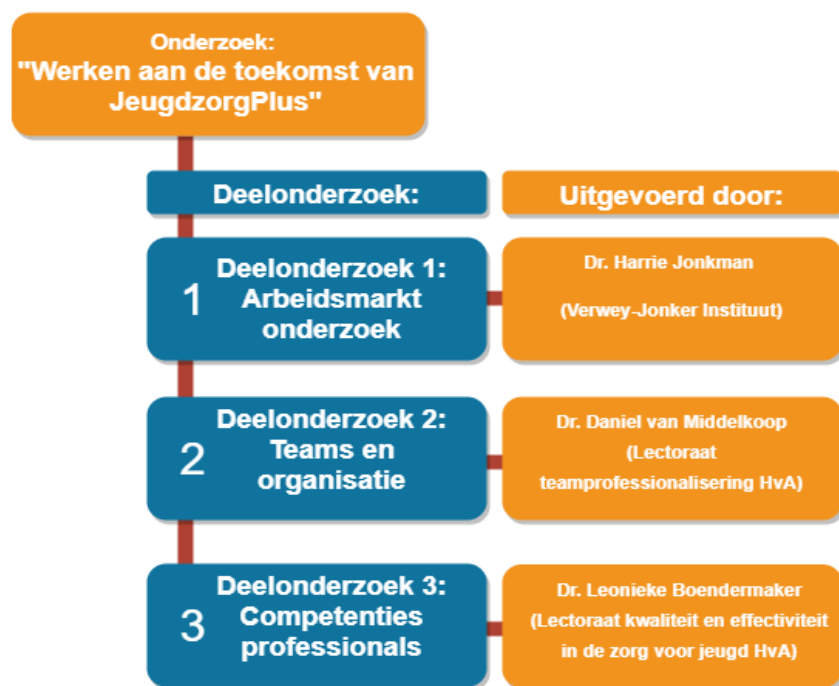 Onderzoek:
"Werken aan de toekomst van
JeugdzorgPlus"
Deelonderzoek:
Uitgevoerd door:
1
Deelonderzoek 1:
Arbeidsmarkt
onderzoek
Dr. Harrie Jonkman
(Verwey-Jonker Instituut)
2
Deelonderzoek 2:
Teams en
organisatie
Dr. Daniel van Middelkoop
(Lectoraat
teamprofessionalisering HvA)
3
Deelonderzoek 3:
Competenties
professionals
Dr. Leonieke Boendermaker
(Lectoraat kwaliteit en effectiviteit
in de zorg voor jeugd HvA)